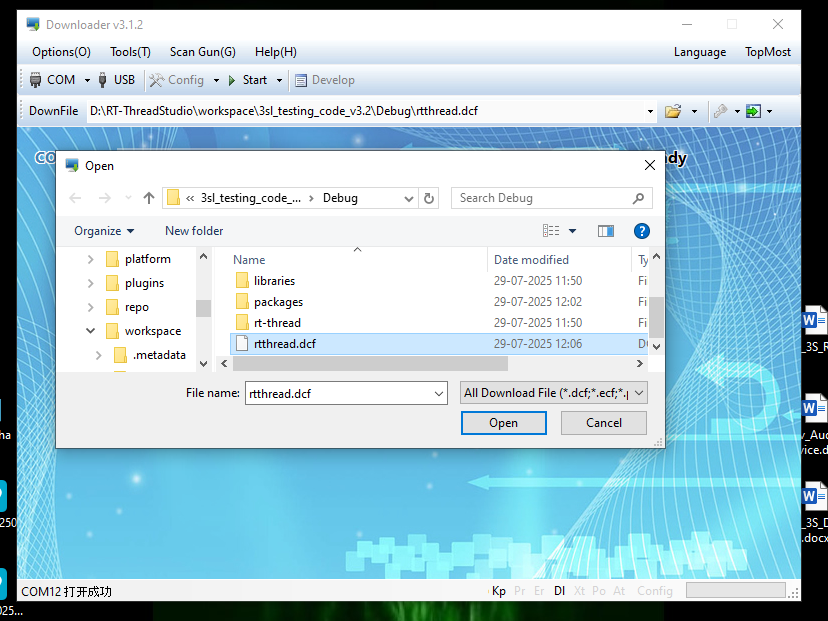 Downloader v3.1.2
Options(O) Tools(T) Scan Gun(G) Help(H) Language TopMost
COM USB Config Start Develop
DownFile D:\RT-ThreadStudio\workspace\3sl_testing_code_v3.2\Debug\rtthread.dcf
Open
« 3sl_testing_code_... › Debug Search Debug
Organize New folder
Name Date modified Ty
platform
libraries 29-07-2025 11:50 Fi
plugins
packages 29-07-2025 12:02 Fi
repo
rt-thread 29-07-2025 11:50 Fi
workspace
rtthread.dcf 29-07-2025 12:06
.metadata
File name: rtthread.dcf All Download File (*.dcf;*.ecf;*.
Open Cancel
COM12 打开成功 Kp Pr Er DI Xt Po At Config
_3S_R
ha
v_Aud
vice.d
250
_3S_D
.docx
025...